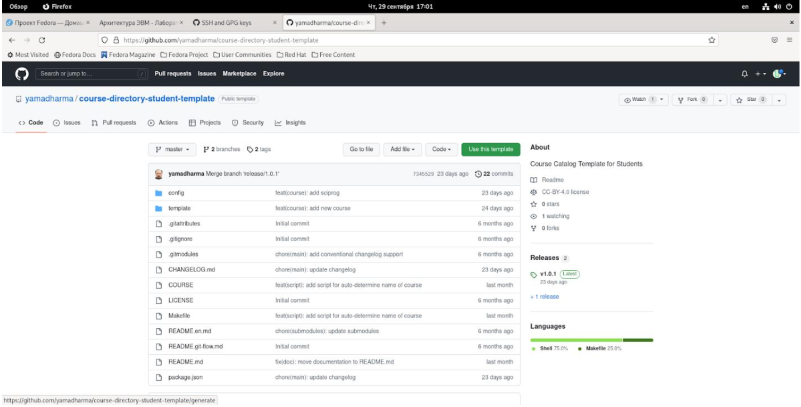 Обзор Firefox Чт, 29 сентября 17:01 en
Проект Fedora — Домаш Архитектура ЭВМ - Лаборат SSH and GPG keys yamadharma/course-dire
https://github.com/yamadharma/course-directory-student-template
Most Visited Fedora Docs Fedora Magazine Fedora Project User Communities Red Hat Free Content
Search or jump to... / Pull requests Issues Marketplace Explore
yamadharma / course-directory-student-template Public template Watch 1 Fork 0 Star 0
Code Issues Pull requests Actions Projects Security Insights
master 2 branches 2 tags Go to file Add file Code Use this template
yamadharma Merge branch 'release/1.0.1' 23 days ago 22 commits
config feat(course): add sciprog 23 days ago
template feat(course): add new course 24 days ago
.gitattributes Initial commit 6 months ago
.gitignore Initial commit 6 months ago
.gitmodules chore(main): add conventional changelog support 6 months ago
CHANGELOG.md chore(main): update changelog 23 days ago
COURSE feat(script): add script for auto-determine name of course last month
LICENSE Initial commit 6 months ago
Makefile feat(script): add script for auto-determine name of course last month
README.en.md chore(submodules): update submodules 6 months ago
README.git-flow.md Initial commit 6 months ago
README.md fix(doc): move documentation to README.md last month
package.json chore(main): update changelog 23 days ago
About
Course Catalog Template for Students
Readme
CC-BY-4.0 license
0 stars
1 watching
0 forks
Releases 2
v1.0.1 Latest
23 days ago
+ 1 release
Languages
Shell 75.0% Makefile 25.0%
https://github.com/yamadharma/course-directory-student-template/generate